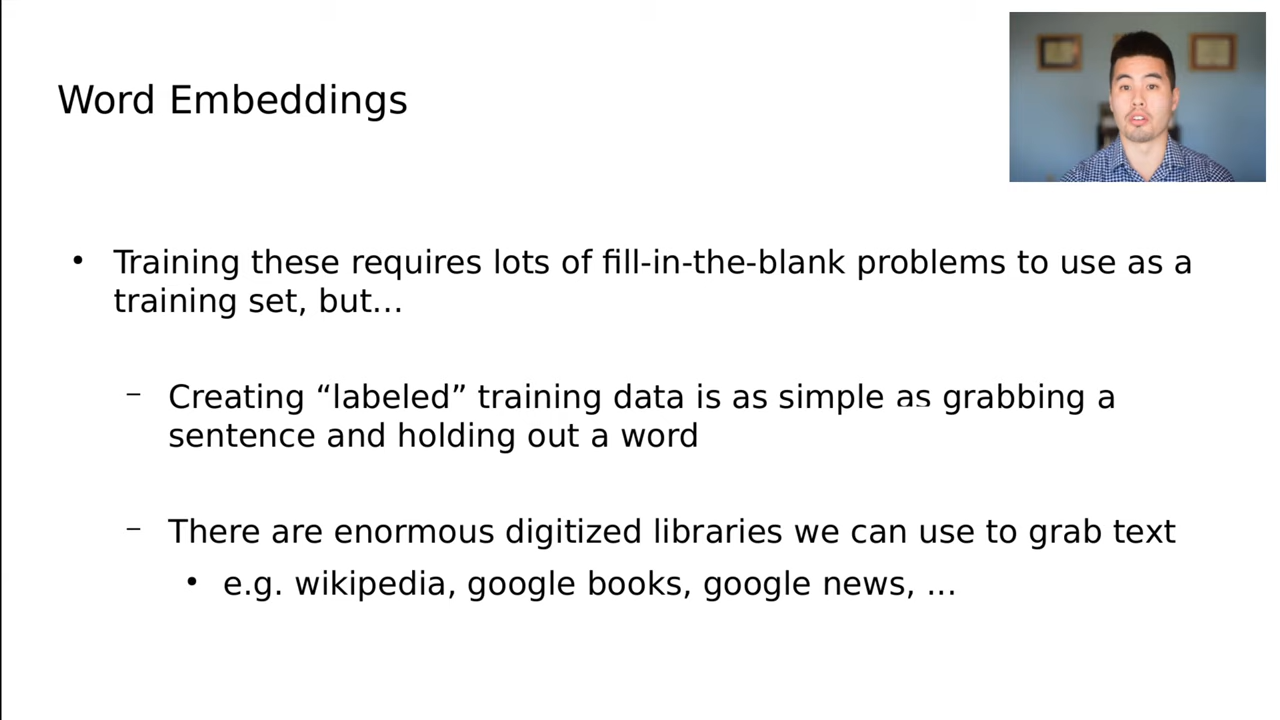 Word Embeddings
• Training these requires lots of fill-in-the-blank problems to use as a
training set, but...
– Creating “labeled” training data is as simple as grabbing a
sentence and holding out a word
– There are enormous digitized libraries we can use to grab text
• e.g. wikipedia, google books, google news, ...